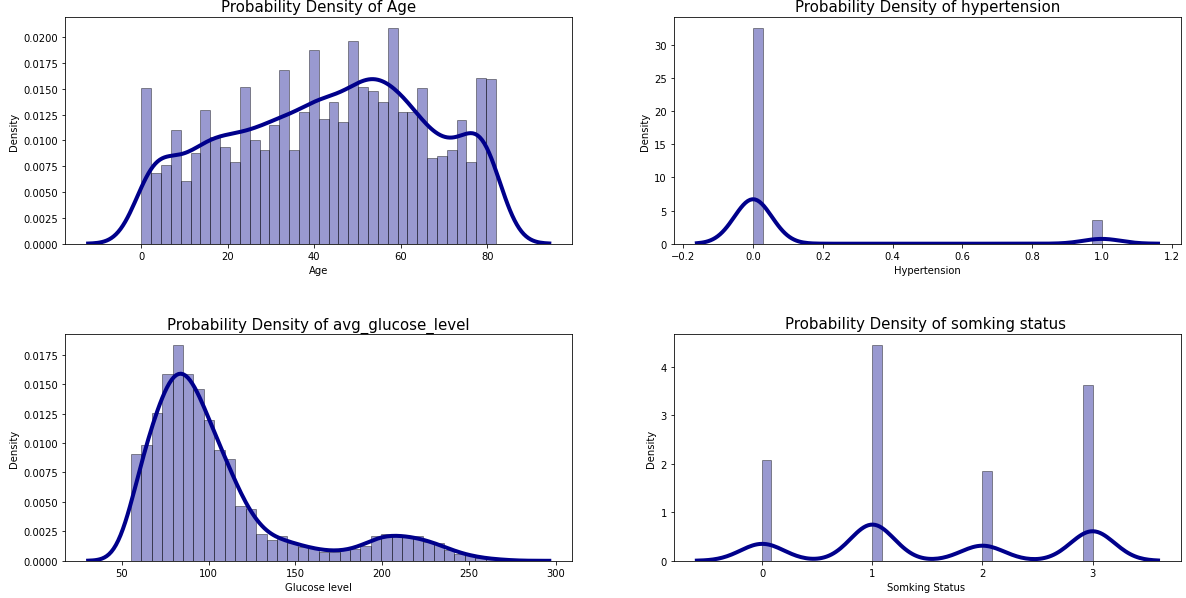 Probability Density of Age
0.0200
0.0175
0.0150
0.0125
0.0100
0.0075
0.0050
0.0025
0.0000
Density
0 20 40 60 80
Age
Probability Density of hypertension
30
25
20
15
10
5
0
Density
−0.2 0.0 0.2 0.4 0.6 0.8 1.0 1.2
Hypertension
Probability Density of avg_glucose_level
0.0175
0.0150
0.0125
0.0100
0.0075
0.0050
0.0025
0.0000
Density
50 100 150 200 250 300
Glucose level
Probability Density of somking status
4
3
2
1
0
Density
0 1 2 3
Somking Status